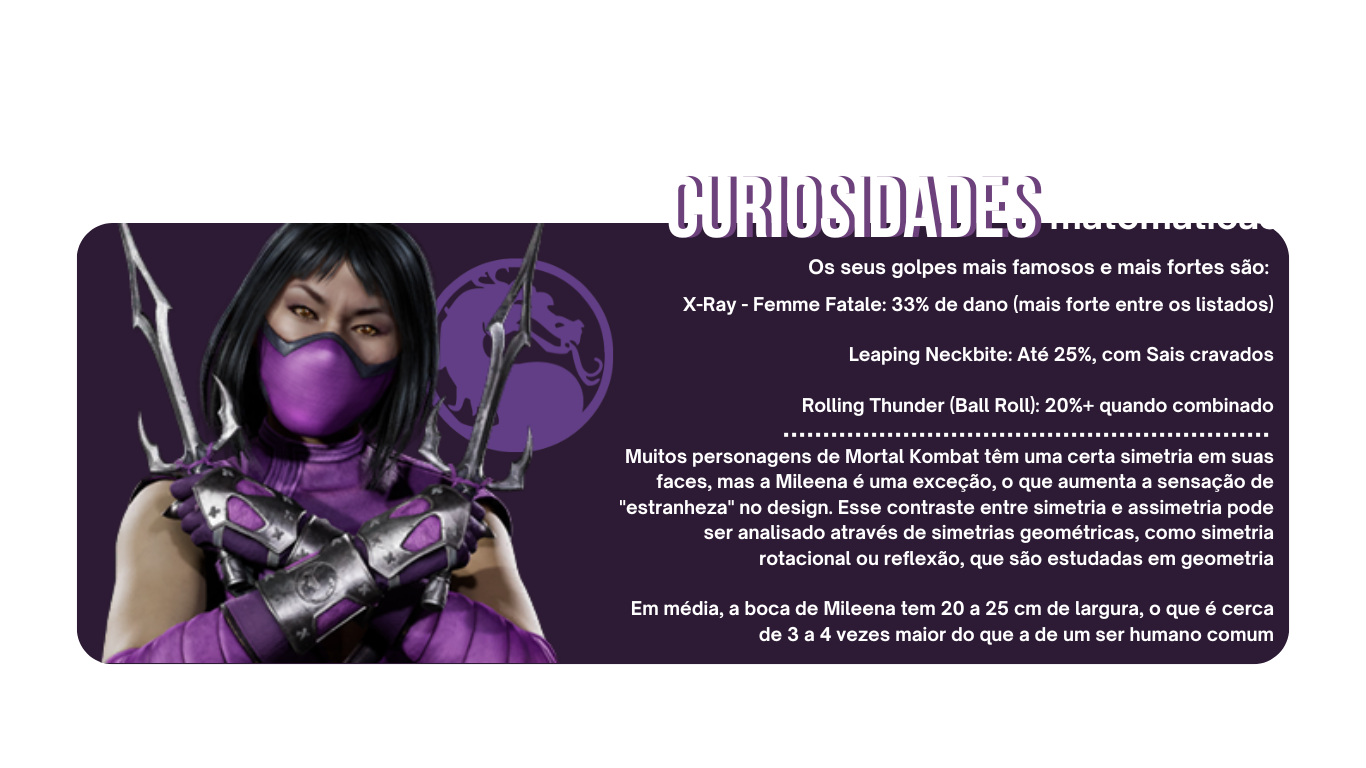 CURIOSIDADES matematicas
Os seus golpes mais famosos e mais fortes são:
X-Ray - Femme Fatale: 33% de dano (mais forte entre os listados)
Leaping Neckbite: Até 25%, com Sais cravados
Rolling Thunder (Ball Roll): 20%+ quando combinado
Muitos personagens de Mortal Kombat têm uma certa simetria em suas
faces, mas a Mileena é uma exceção, o que aumenta a sensação de
"estranheza" no design. Esse contraste entre simetria e assimetria pode
ser analisado através de simetrias geométricas, como simetria
rotacional ou reflexão, que são estudadas em geometria
Em média, a boca de Mileena tem 20 a 25 cm de largura, o que é cerca
de 3 a 4 vezes maior do que a de um ser humano comum